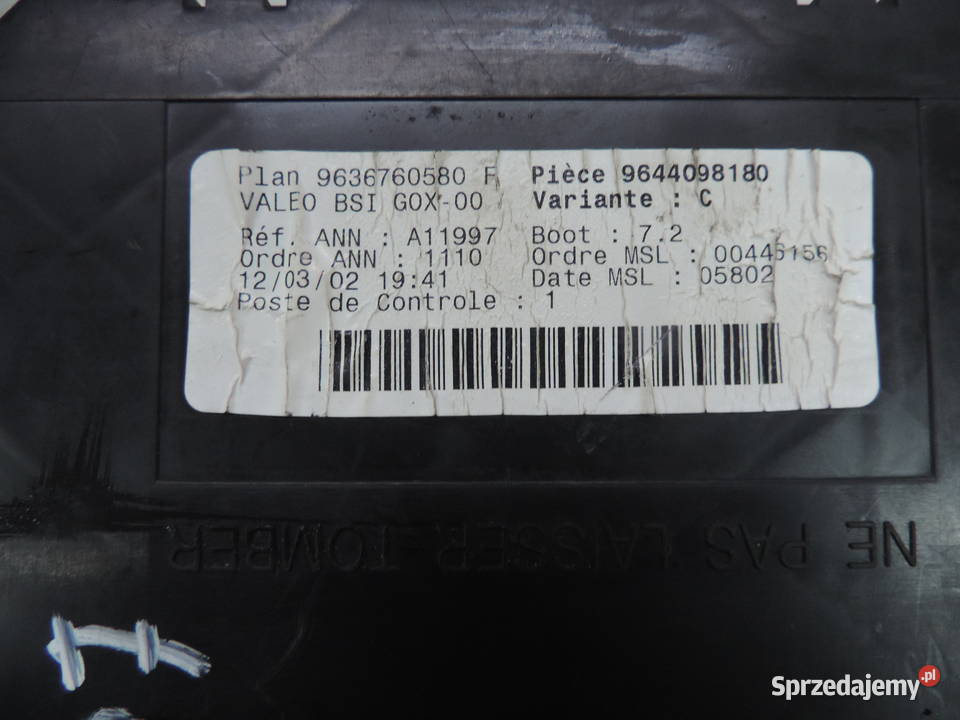 Plan 9636760580 F Pièce 9644098180
VALEO BSI GOX-00 Variante : C
Réf. ANN : A11997 Boot : 7.2
Ordre ANN : 1110 Ordre MSL : 00446156
12/03/02 19:41 Date MSL : 05802
Poste de Controle : 1
NE PAS LAISSER TOMBER
Sprzedajemy.pl